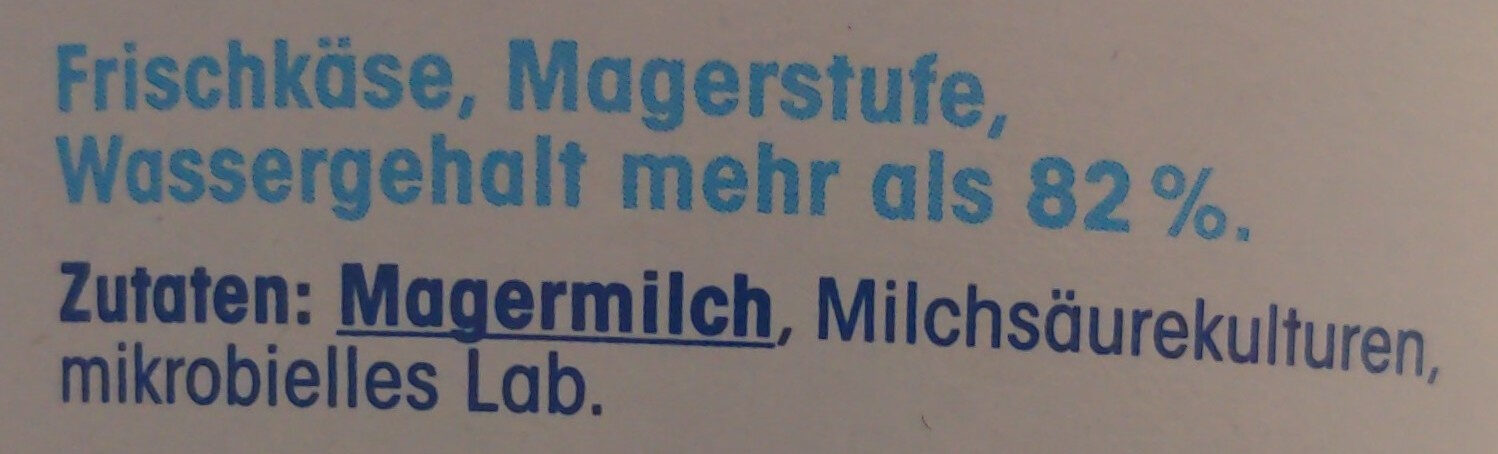 Frischkäse, Magerstufe,
Wassergehalt mehr als 82 %.
Zutaten: Magermilch, Milchsäurekulturen,
mikrobielles Lab.